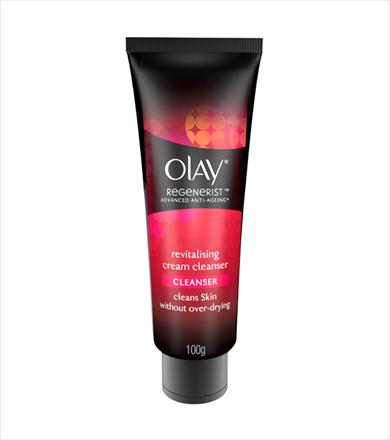 OLAY®
REGENERIST™
ADVANCED ANTI-AGEING*
revitalising
cream cleanser
CLEANSER
cleans Skin
without over-drying
100g